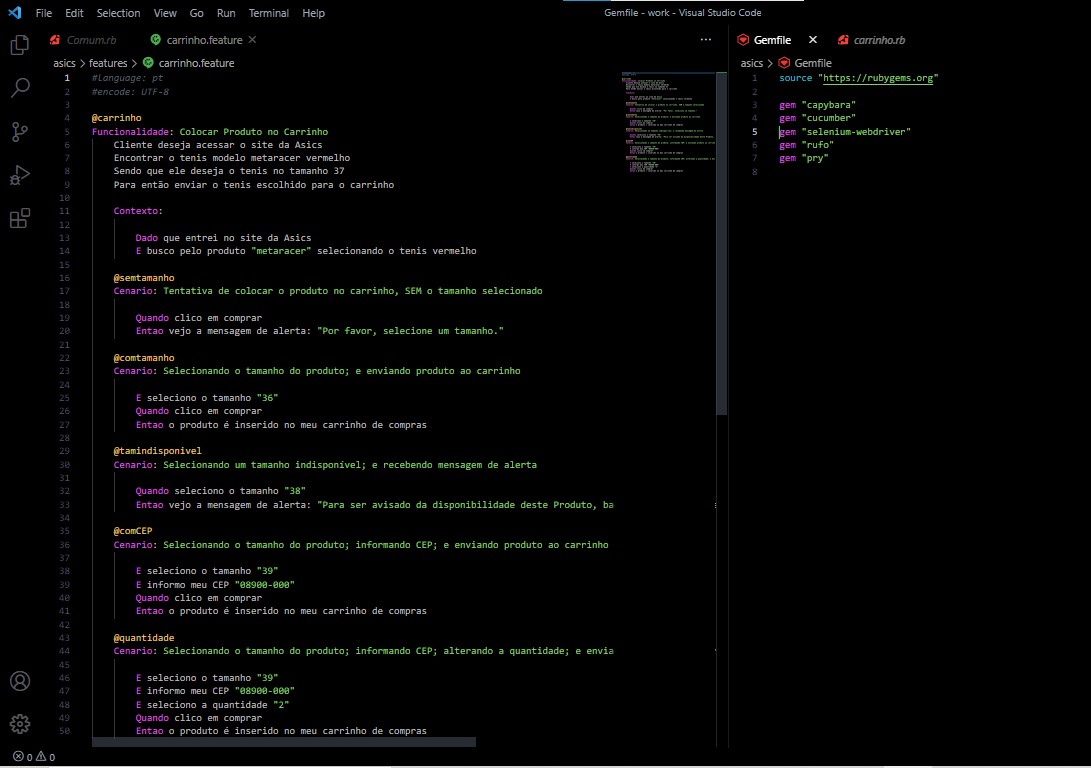 File Edit Selection View Go Run Terminal Help
Gemfile - work - Visual Studio Code
Comum.rb
carrinho.feature
asics > features > carrinho.feature
1 #language: pt
2 #encode: UTF-8
3
4 @carrinho
5 Funcionalidade: Colocar Produto no Carrinho
6 Cliente deseja acessar o site da Asics
7 Encontrar o tenis modelo metaracer vermelho
8 Sendo que ele deseja o tenis no tamanho 37
9 Para então enviar o tenis escolhido para o carrinho
10
11 Contexto:
12
13 Dado que entrei no site da Asics
14 E busco pelo produto "metaracer" selecionando o tenis vermelho
15
16 @semtamanho
17 Cenario: Tentativa de colocar o produto no carrinho, SEM o tamanho selecionado
18
19 Quando clico em comprar
20 Entao vejo a mensagem de alerta: "Por favor, selecione um tamanho."
21
22 @comtamanho
23 Cenario: Selecionando o tamanho do produto; e enviando produto ao carrinho
24
25 E seleciono o tamanho "36"
26 Quando clico em comprar
27 Entao o produto é inserido no meu carrinho de compras
28
29 @tamindisponivel
30 Cenario: Selecionando um tamanho indisponível; e recebendo mensagem de alerta
31
32 Quando seleciono o tamanho "38"
33 Entao vejo a mensagem de alerta: "Para ser avisado da disponibilidade deste Produto, ba
34
35 @comCEP
36 Cenario: Selecionando o tamanho do produto; informando CEP; e enviando produto ao carrinho
37
38 E seleciono o tamanho "39"
39 E informo meu CEP "08900-000"
40 Quando clico em comprar
41 Entao o produto é inserido no meu carrinho de compras
42
43 @quantidade
44 Cenario: Selecionando o tamanho do produto; informando CEP; alterando a quantidade; e envia
45
46 E seleciono o tamanho "39"
47 E informo meu CEP "08900-000"
48 E seleciono a quantidade "2"
49 Quando clico em comprar
50 Entao o produto é inserido no meu carrinho de compras
Gemfile
carrinho.rb
asics > Gemfile
1 source "https://rubygems.org"
2
3 gem "capybara"
4 gem "cucumber"
5 gem "selenium-webdriver"
6 gem "rufo"
7 gem "pry"
8
0 0